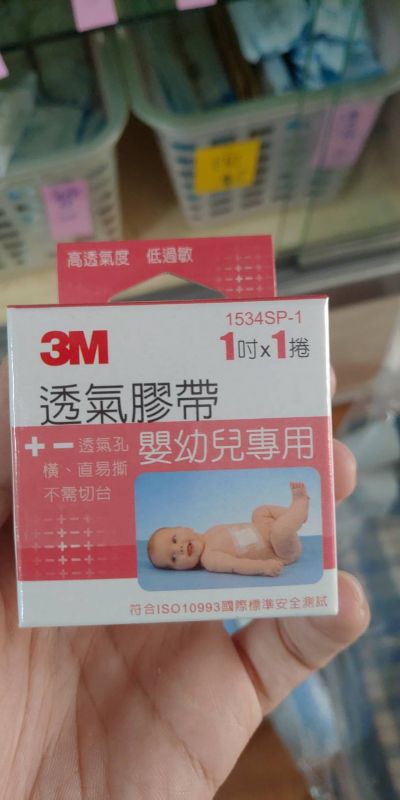 高透氣度 低過敏
3M
1534SP-1
1吋x1捲
透氣膠帶
透氣孔
橫、直易撕
不需切台
嬰幼兒專用
符合ISO10993國際標準安全測試